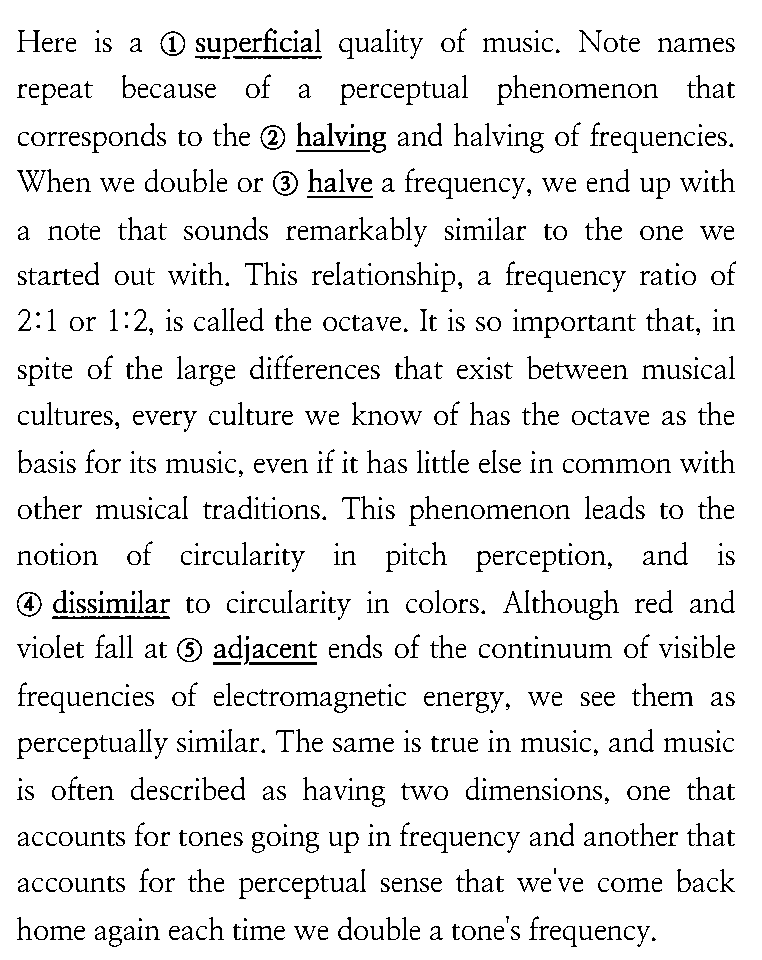 Here is a ① superficial quality of music. Note names
repeat because of a perceptual phenomenon that
corresponds to the ② halving and halving of frequencies.
When we double or ③ halve a frequency, we end up with
a note that sounds remarkably similar to the one we
started out with. This relationship, a frequency ratio of
2:1 or 1:2, is called the octave. It is so important that, in
spite of the large differences that exist between musical
cultures, every culture we know of has the octave as the
basis for its music, even if it has little else in common with
other musical traditions. This phenomenon leads to the
notion of circularity in pitch perception, and is
④ dissimilar to circularity in colors. Although red and
violet fall at ⑤ adjacent ends of the continuum of visible
frequencies of electromagnetic energy, we see them as
perceptually similar. The same is true in music, and music
is often described as having two dimensions, one that
accounts for tones going up in frequency and another that
accounts for the perceptual sense that we've come back
home again each time we double a tone's frequency.